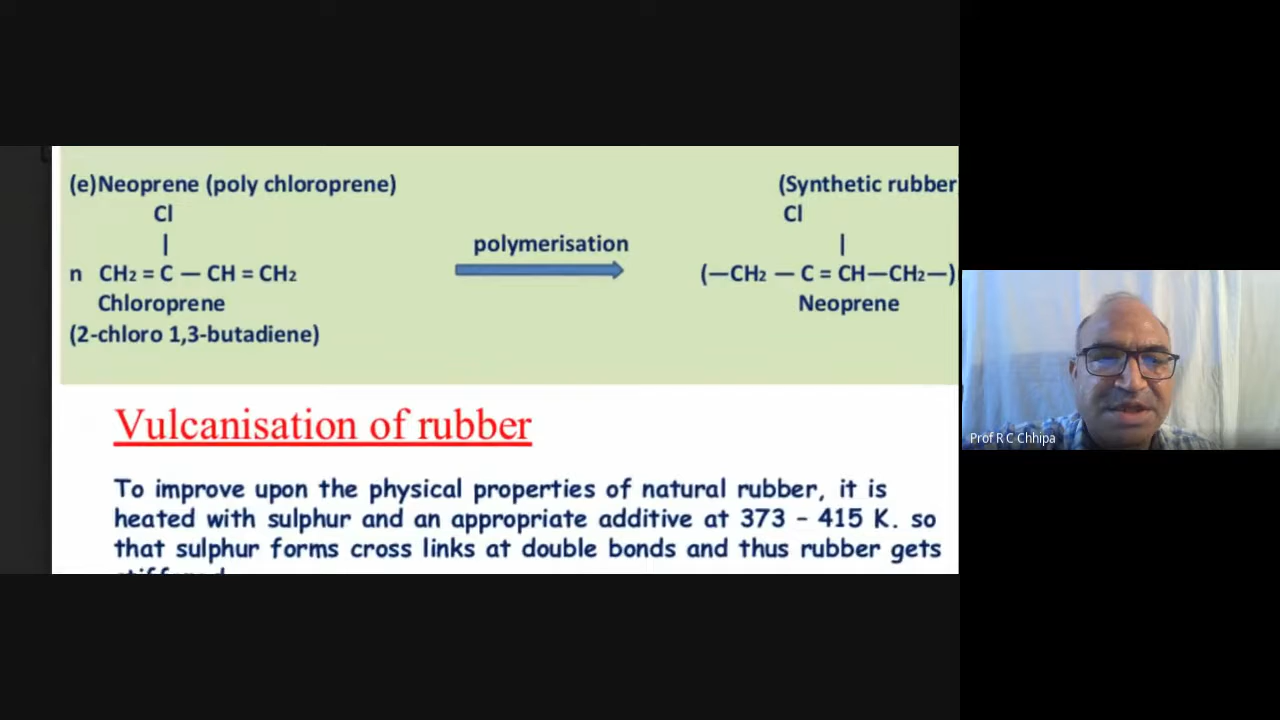 (e)Neoprene (poly chloroprene) (Synthetic rubber
Cl Cl
| |
n CH₂ = C — CH = CH₂ polymerisation (—CH₂ — C = CH—CH₂—)
Chloroprene Neoprene
(2-chloro 1,3-butadiene)
Vulcanisation of rubber
To improve upon the physical properties of natural rubber, it is
heated with sulphur and an appropriate additive at 373 – 415 K. so
that sulphur forms cross links at double bonds and thus rubber gets
Prof R C Chhipa